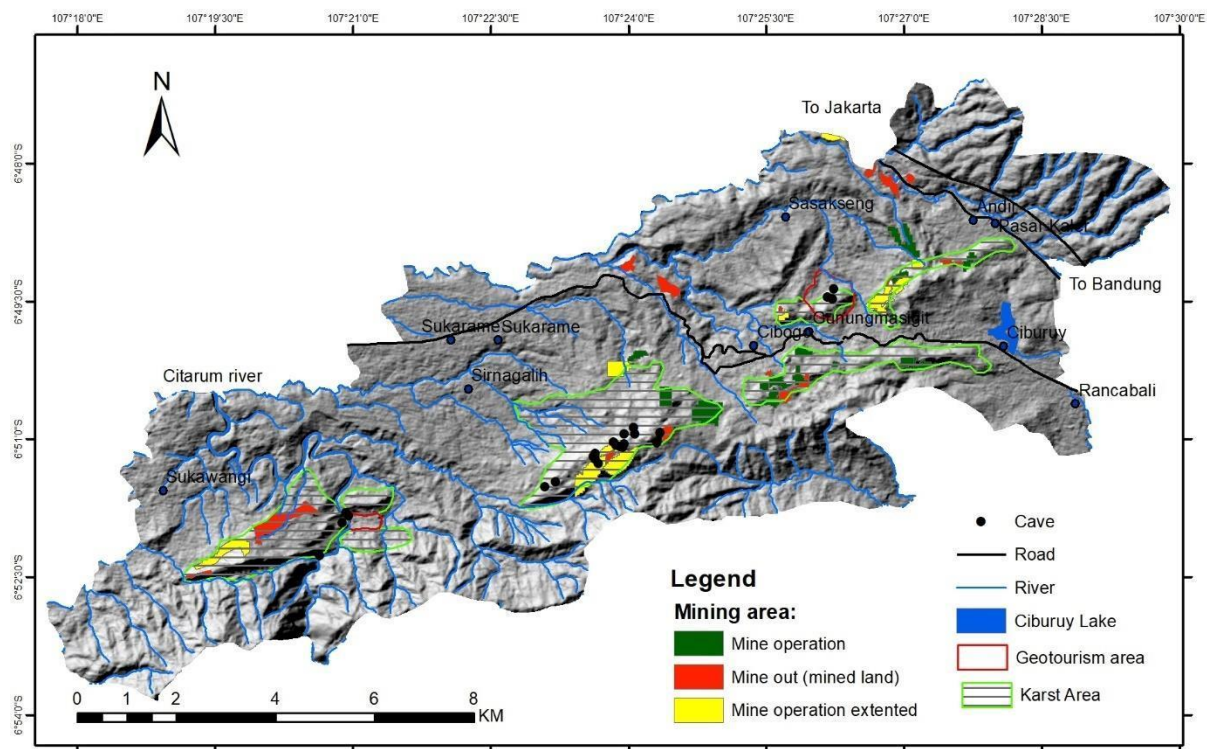 107°18'0"E
107°19'30"E
107°21'0"E
107°22'30"E
107°24'0"E
107°25'30"E
107°27'0"E
107°28'30"E
107°30'0"E
N
To Jakarta
6°48'0"S
Andir
Sasakseng
Pasar Kaler
To Bandung
6°49'30"S
Gunungmasigit
Sukarame
Sukarame
Cibogo
Ciburuy
Citarum river
Sirnagalih
Rancabali
6°51'0"S
Sukawangi
Cave
Road
6°52'30"S
Legend
River
Mining area:
Ciburuy Lake
Mine operation
Geotourism area
Mine out (mined land)
Karst Area
Mine operation extented
0 1 2 4 6 8
KM
6°54'0"S